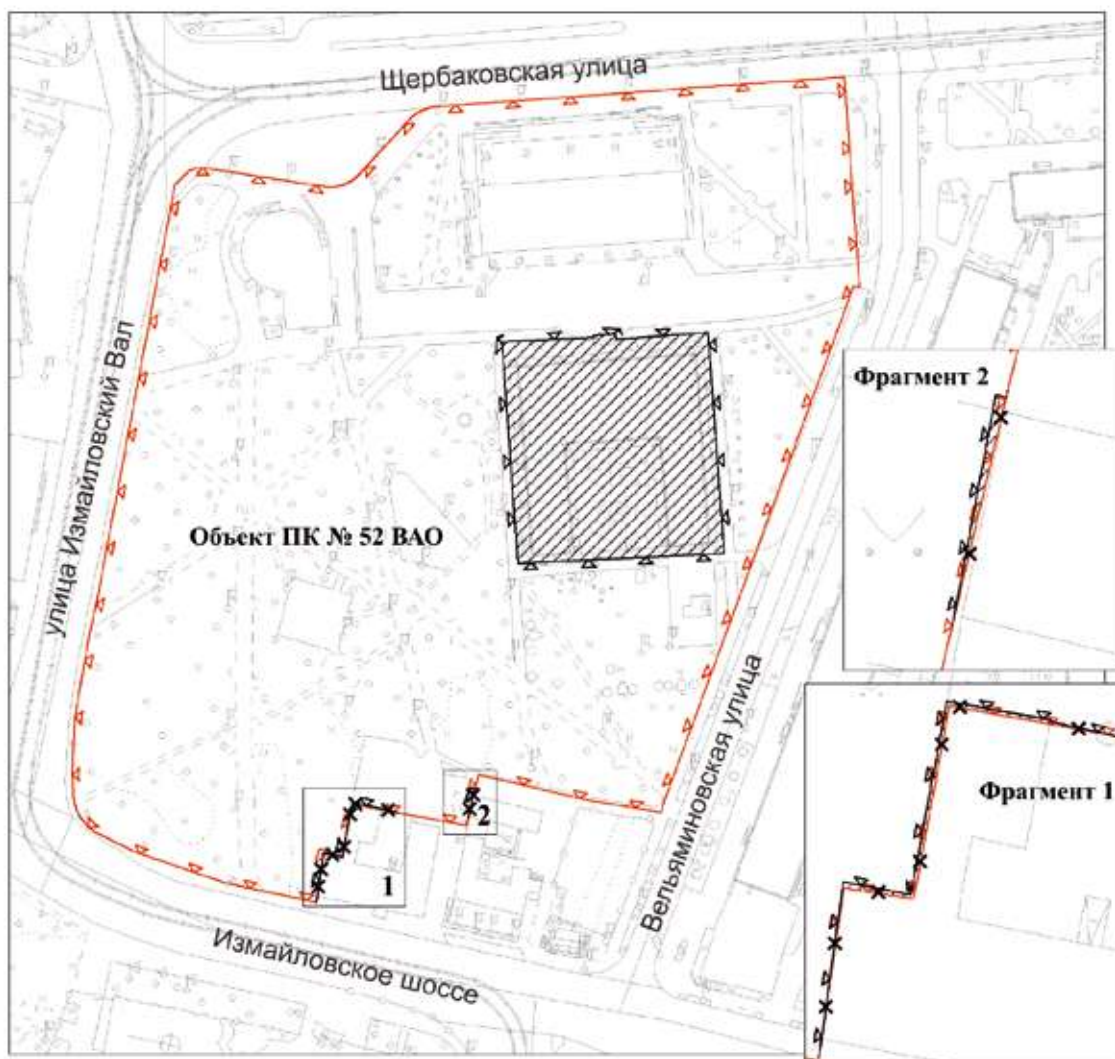 Щербаковская улица
улица Измайловский Вал
Фрагмент 2
Объект ПК № 52 ВАО
Вельяминовская улица
Фрагмент 1
2
1
Измайловское шоссе